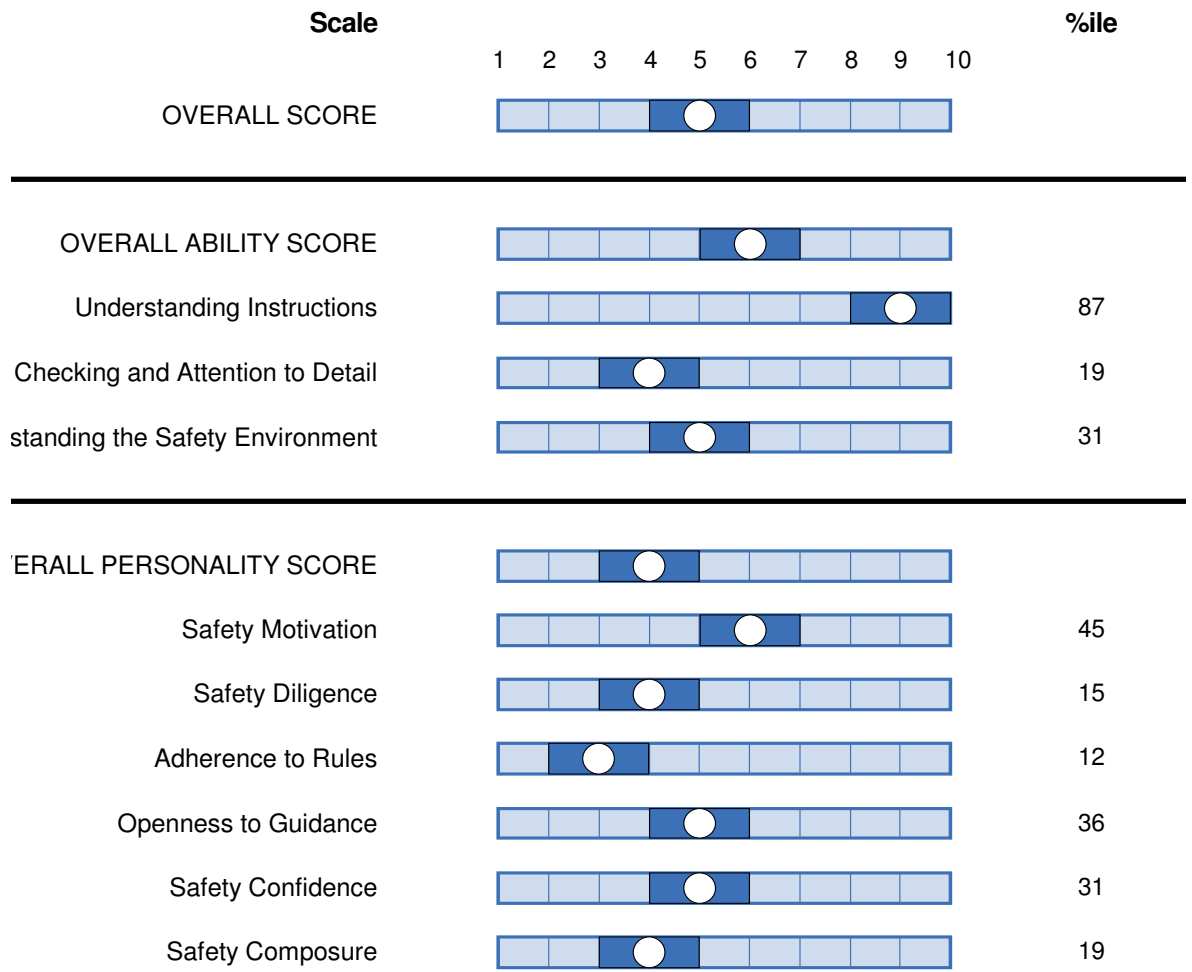 Scale %ile
1 2 3 4 5 6 7 8 9 10
OVERALL SCORE
OVERALL ABILITY SCORE
Understanding Instructions 87
Checking and Attention to Detail 19
standing the Safety Environment 31
ERALL PERSONALITY SCORE
Safety Motivation 45
Safety Diligence 15
Adherence to Rules 12
Openness to Guidance 36
Safety Confidence 31
Safety Composure 19